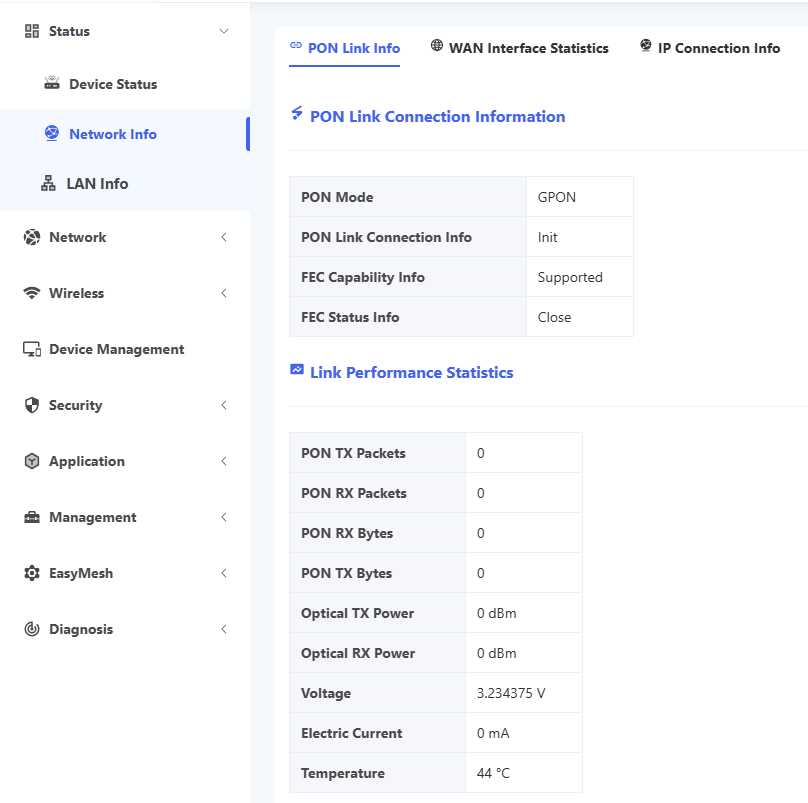 Status
Device Status
Network Info
LAN Info
Network
Wireless
Device Management
Security
Application
Management
EasyMesh
Diagnosis
PON Link Info WAN Interface Statistics IP Connection Info
PON Link Connection Information
PON Mode GPON
PON Link Connection Info Init
FEC Capability Info Supported
FEC Status Info Close
Link Performance Statistics
PON TX Packets 0
PON RX Packets 0
PON RX Bytes 0
PON TX Bytes 0
Optical TX Power 0 dBm
Optical RX Power 0 dBm
Voltage 3.234375 V
Electric Current 0 mA
Temperature 44 °C